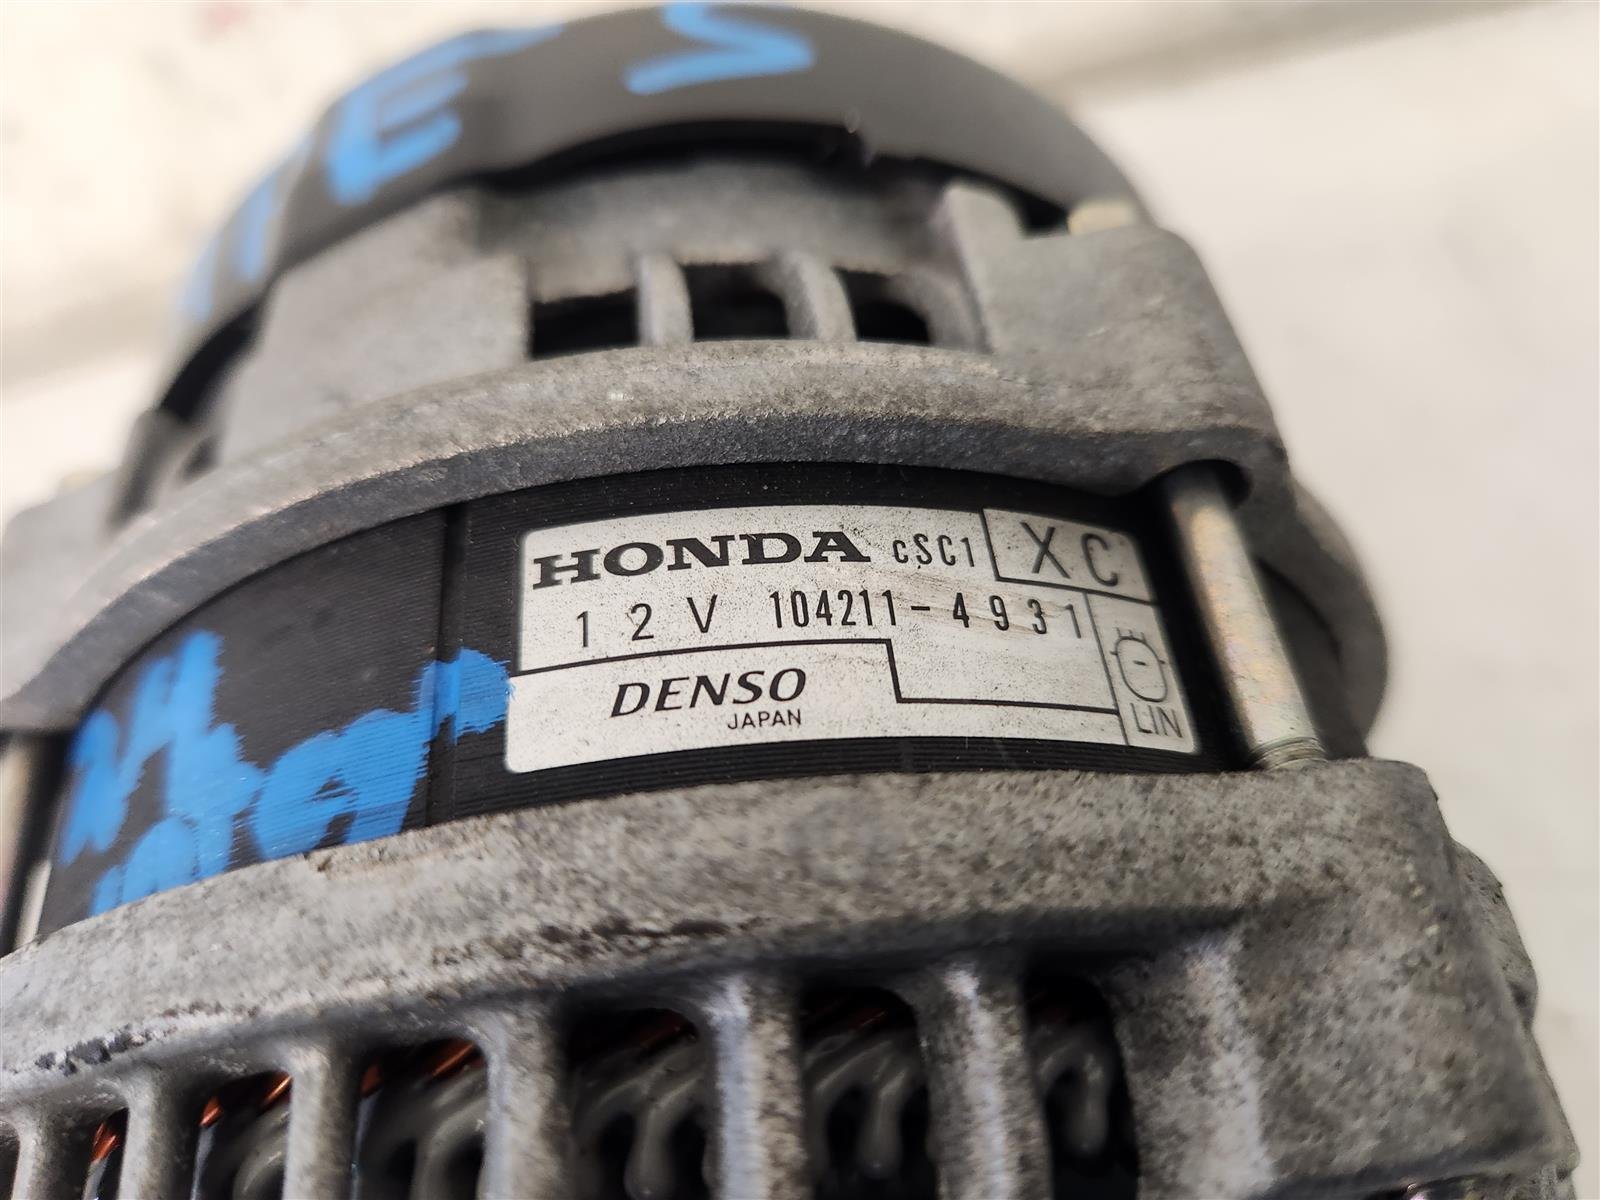 HONDA cSC1 XC
12V 104211-4931
DENSO
JAPAN
LIN